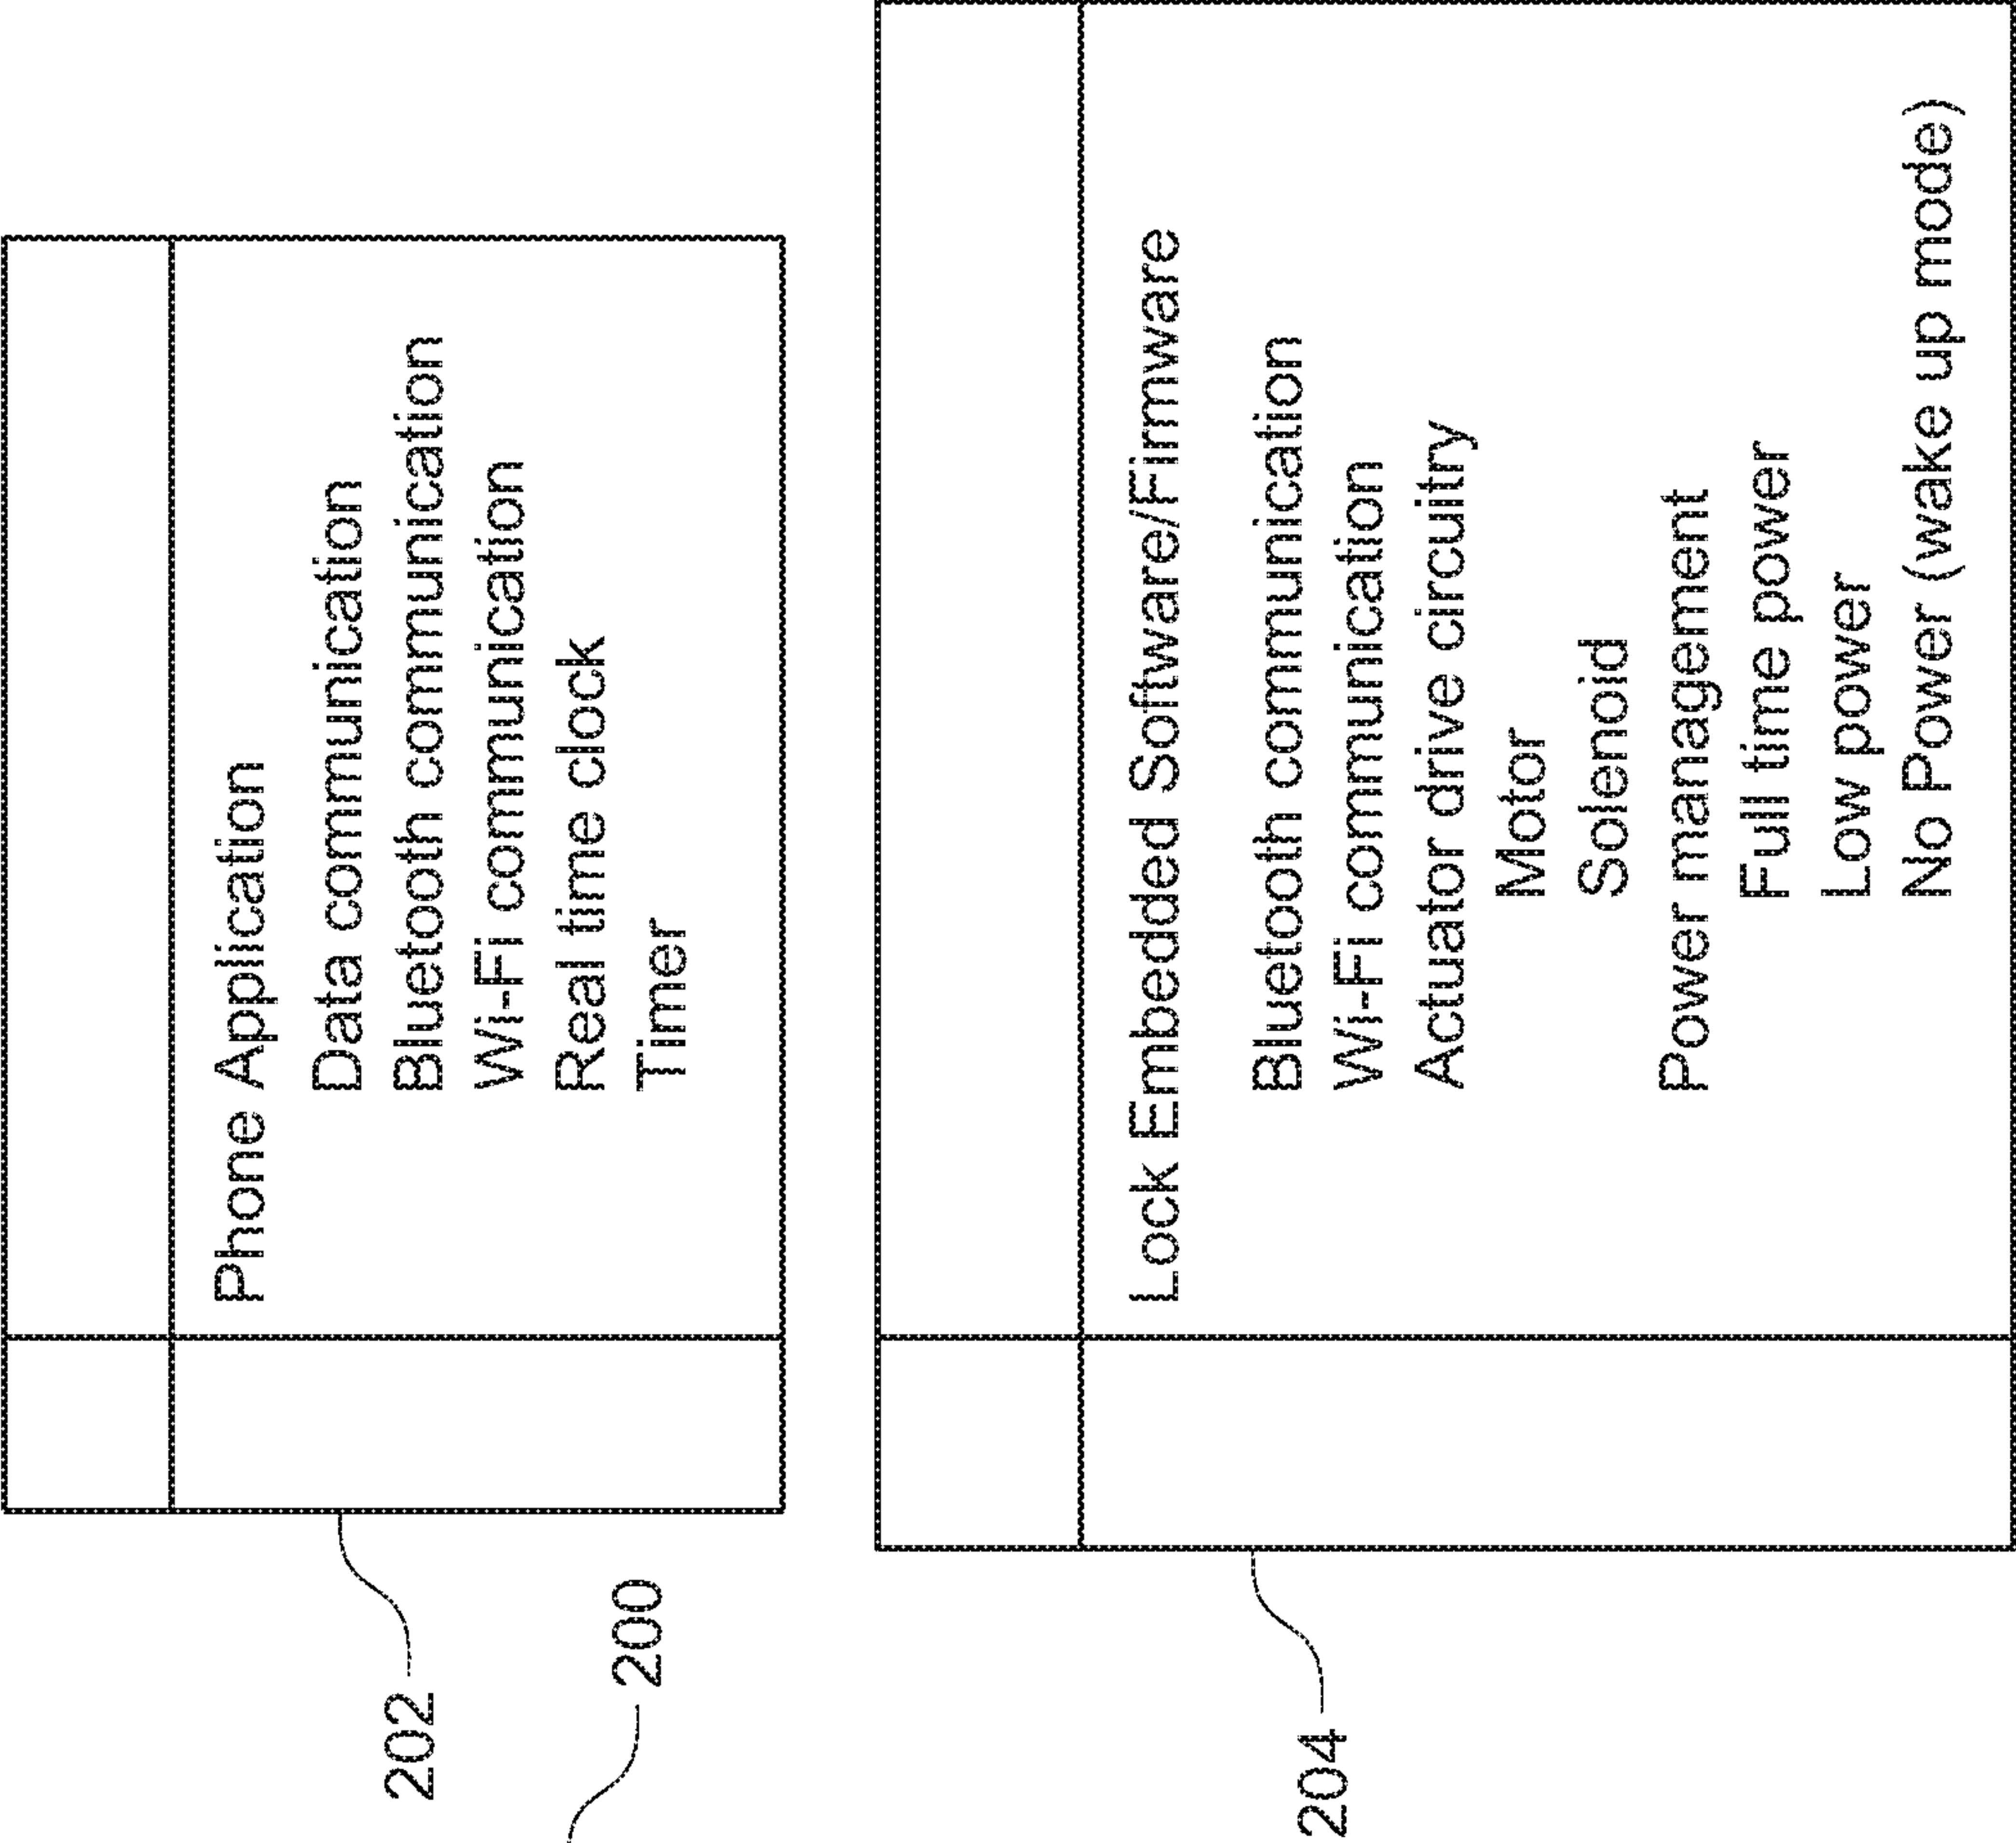 202
Phone Application
Data communication
Bluetooth communication
Wi-Fi communication
Real time clock
Timer
200
204
Lock Embedded Software/Firmware
Bluetooth communication
Wi-Fi communication
Actuator drive circuitry
Motor
Solenoid
Power management
Full time power
Low power
No Power (wake up mode)